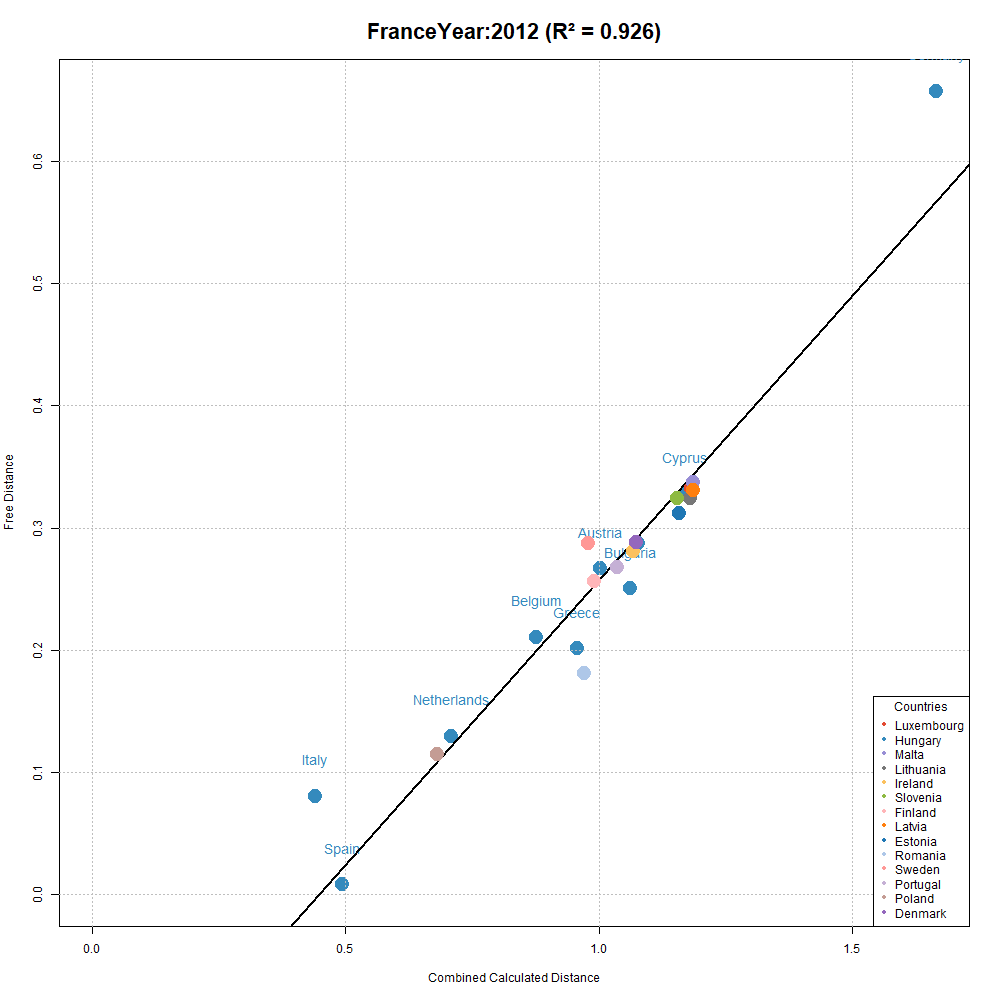 FranceYear:2012 (R² = 0.926)
0.6
0.5
0.4
0.3
0.2
0.1
0.0
Free Distance
Cyprus
Austria
Bulgaria
Belgium
Greece
Netherlands
Italy
Spain
Countries
Luxembourg
Hungary
Malta
Lithuania
Ireland
Slovenia
Finland
Latvia
Estonia
Romania
Sweden
Portugal
Poland
Denmark
0.0 0.5 1.0 1.5
Combined Calculated Distance